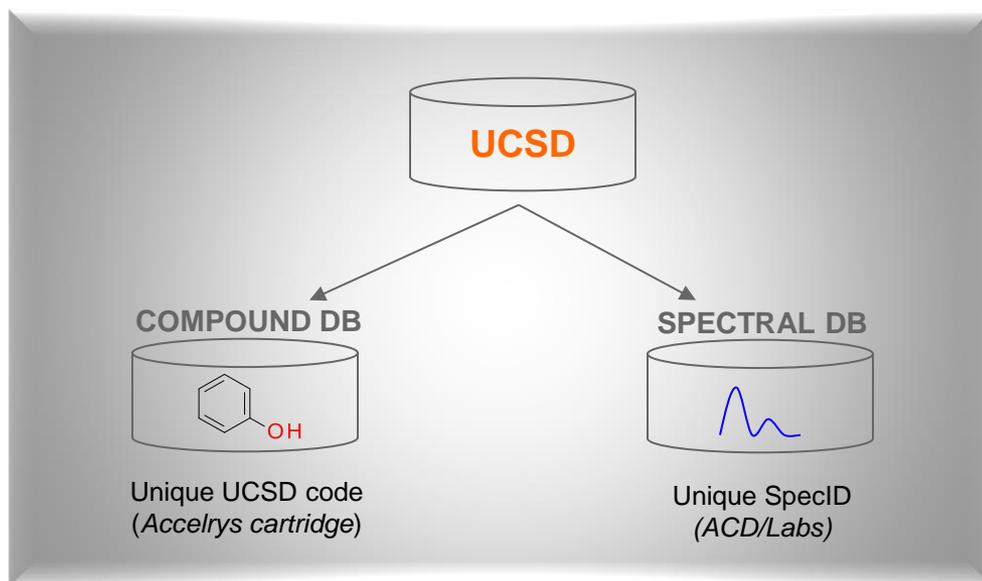 UCSD
COMPOUND DB
SPECTRAL DB
OH
Unique UCSD code
(Accelrys cartridge)
Unique SpecID
(ACD/Labs)